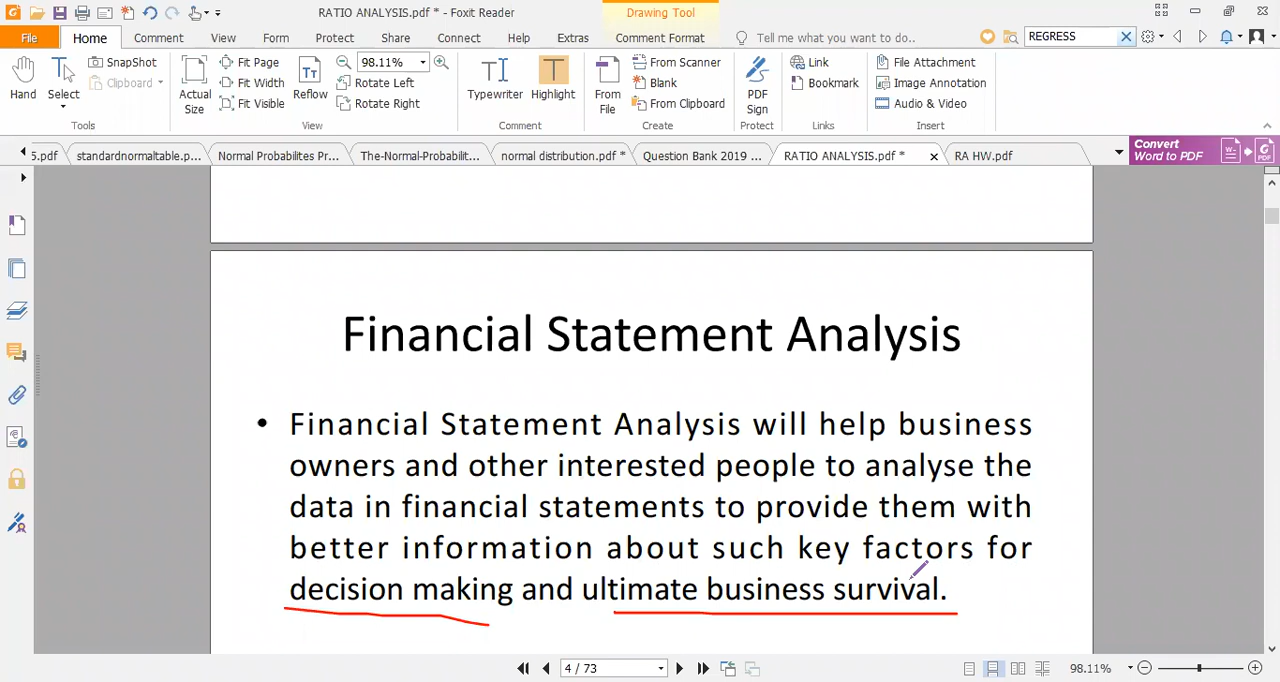 RATIO ANALYSIS.pdf * - Foxit Reader
Drawing Tool
File Home Comment View Form Protect Share Connect Help Extras Comment Format Tell me what you want to do.. REGRESS
Hand
Select
SnapShot
Clipboard
Tools
Actual Size
Fit Page
Fit Width
Fit Visible
Reflow
98.11%
Rotate Left
Rotate Right
View
Typewriter
Highlight
Comment
From File
From Scanner
Blank
From Clipboard
Create
PDF Sign
Protect
Link
Bookmark
Links
File Attachment
Image Annotation
Audio & Video
Insert
5.pdf standardnormaltable.p... Normal Probabilites Pr... The-Normal-Probabilit... normal distribution.pdf * Question Bank 2019 ... RATIO ANALYSIS.pdf * RA HW.pdf
Convert
Word to PDF
Financial Statement Analysis
• Financial Statement Analysis will help business
owners and other interested people to analyse the
data in financial statements to provide them with
better information about such key factors for
decision making and ultimate business survival.
4 / 73
98.11%